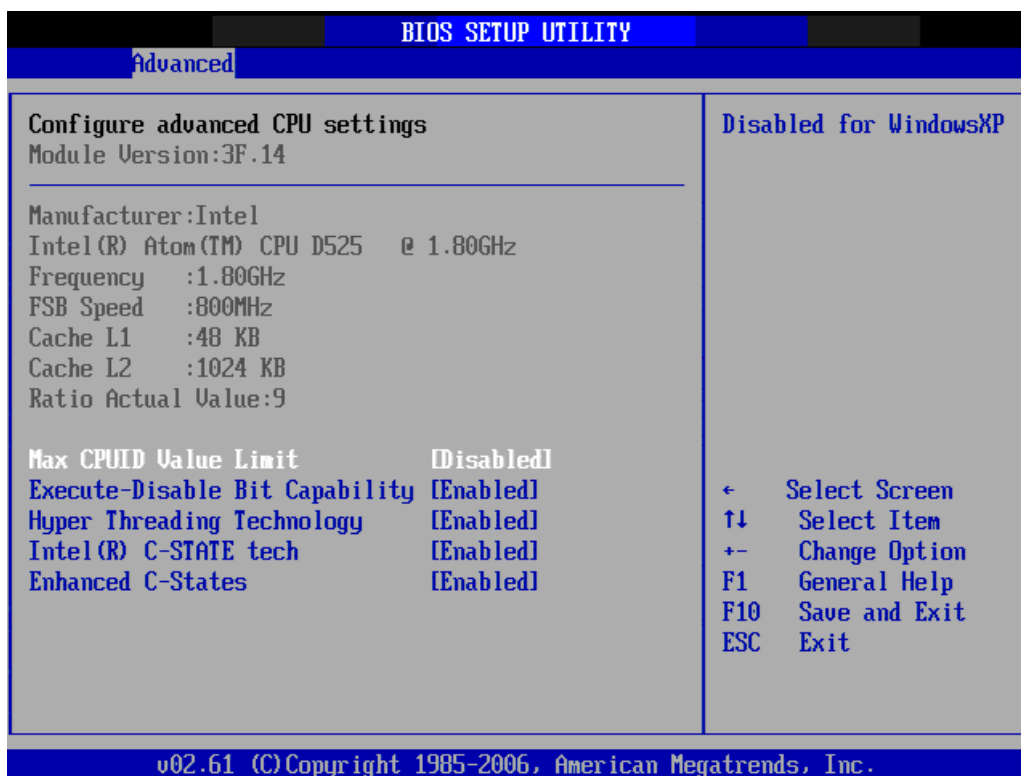 BIOS SETUP UTILITY
Advanced
Configure advanced CPU settings
Module Version:3F.14
Manufacturer:Intel
Intel(R) Atom(TM) CPU D525 @ 1.80GHz
Frequency :1.80GHz
FSB Speed :800MHz
Cache L1 :48 KB
Cache L2 :1024 KB
Ratio Actual Value:9
Max CPUID Value Limit [Disabled]
Execute-Disable Bit Capability [Enabled]
Hyper Threading Technology [Enabled]
Intel(R) C-STATE tech [Enabled]
Enhanced C-States [Enabled]
Disabled for WindowsXP
← Select Screen
↑↓ Select Item
+- Change Option
F1 General Help
F10 Save and Exit
ESC Exit
v02.61 (C)Copyright 1985-2006, American Megatrends, Inc.